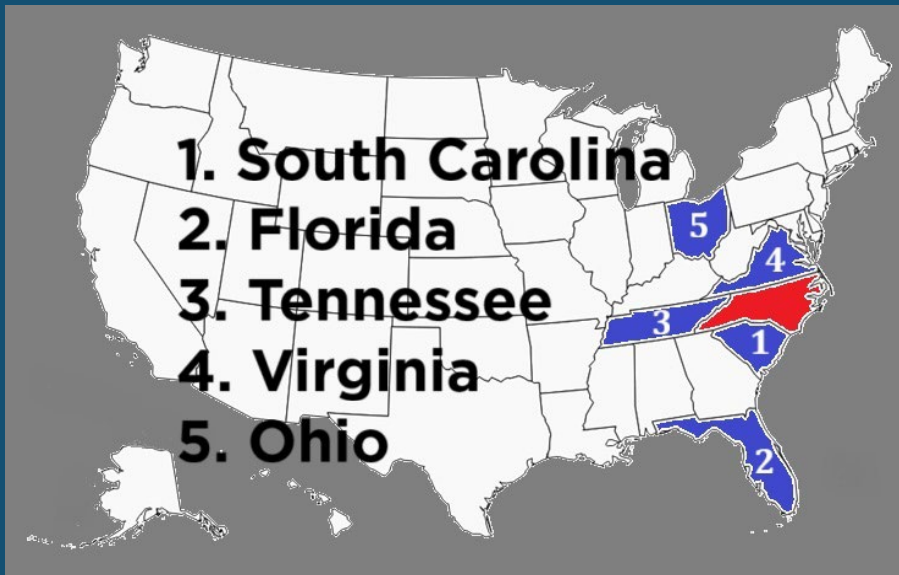 1. South Carolina
2. Florida
3. Tennessee
4. Virginia
5. Ohio
5
4
3
1
2